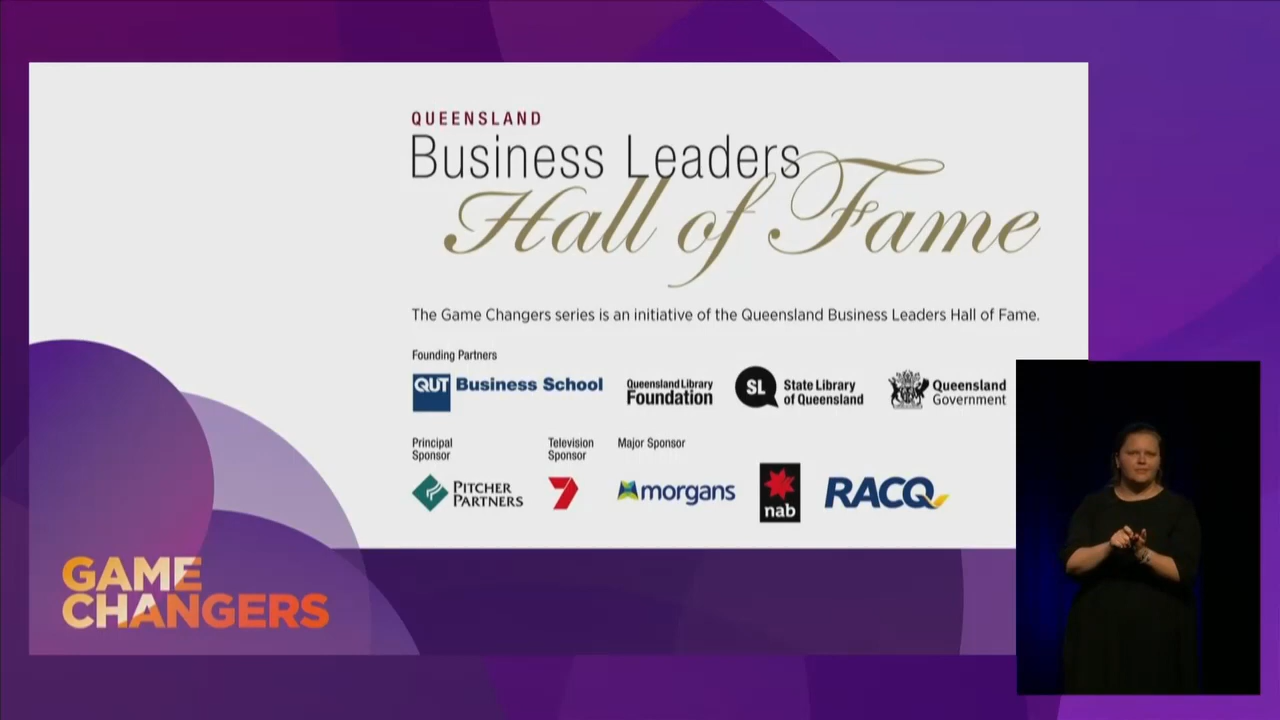 QUEENSLAND
Business Leaders
Hall of Fame
The Game Changers series is an initiative of the Queensland Business Leaders Hall of Fame.
Founding Partners
QUT Business School
Queensland Library
Foundation
SL
State Library
of Queensland
Queensland
Government
Principal
Sponsor
Television
Sponsor
Major Sponsor
PITCHER
PARTNERS
7
morgans
nab
RACQ
GAME
CHANGERS